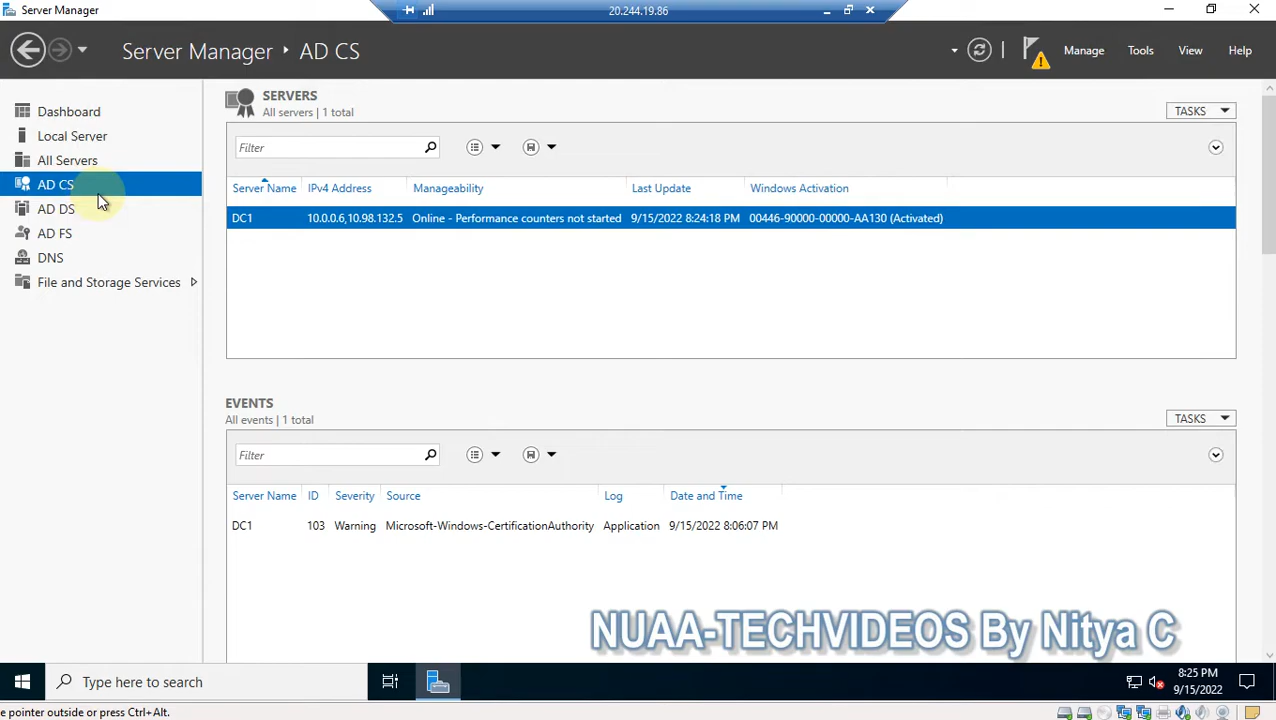 Server Manager
20.244.19.86
Server Manager ‣ AD CS
Manage Tools View Help
Dashboard
Local Server
All Servers
AD CS
AD DS
AD FS
DNS
File and Storage Services
SERVERS
All servers | 1 total
TASKS
Filter
Server Name IPv4 Address Manageability Last Update Windows Activation
DC1 10.0.0.6,10.98.132.5 Online - Performance counters not started 9/15/2022 8:24:18 PM 00446-90000-00000-AA130 (Activated)
EVENTS
All events | 1 total
TASKS
Filter
Server Name ID Severity Source Log Date and Time
DC1 103 Warning Microsoft-Windows-CertificationAuthority Application 9/15/2022 8:06:07 PM
NUAA-TECHVIDEOS By Nitya C
Type here to search
8:25 PM
9/15/2022
e pointer outside or press Ctrl+Alt.